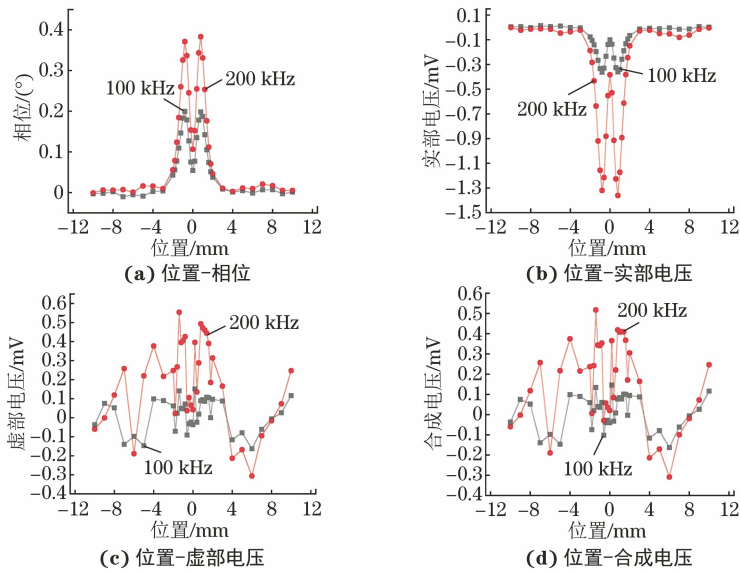 0.4
0.3
0.2
0.1
0
相位/(°)
100 kHz
200 kHz
−12 −8 −4 0 4 8 12
位置/mm
(a) 位置-相位
0.1
−0.1
−0.3
−0.5
−0.7
−0.9
−1.1
−1.3
−1.5
实部电压/mV
100 kHz
200 kHz
−12 −8 −4 0 4 8 12
位置/mm
(b) 位置-实部电压
0.6
0.5
0.4
0.3
0.2
0.1
0
−0.1
−0.2
−0.3
−0.4
虚部电压/mV
200 kHz
100 kHz
−12 −8 −4 0 4 8 12
位置/mm
(c) 位置-虚部电压
0.6
0.5
0.4
0.3
0.2
0.1
0
−0.1
−0.2
−0.3
−0.4
合成电压/mV
200 kHz
100 kHz
−12 −8 −4 0 4 8 12
位置/mm
(d) 位置-合成电压